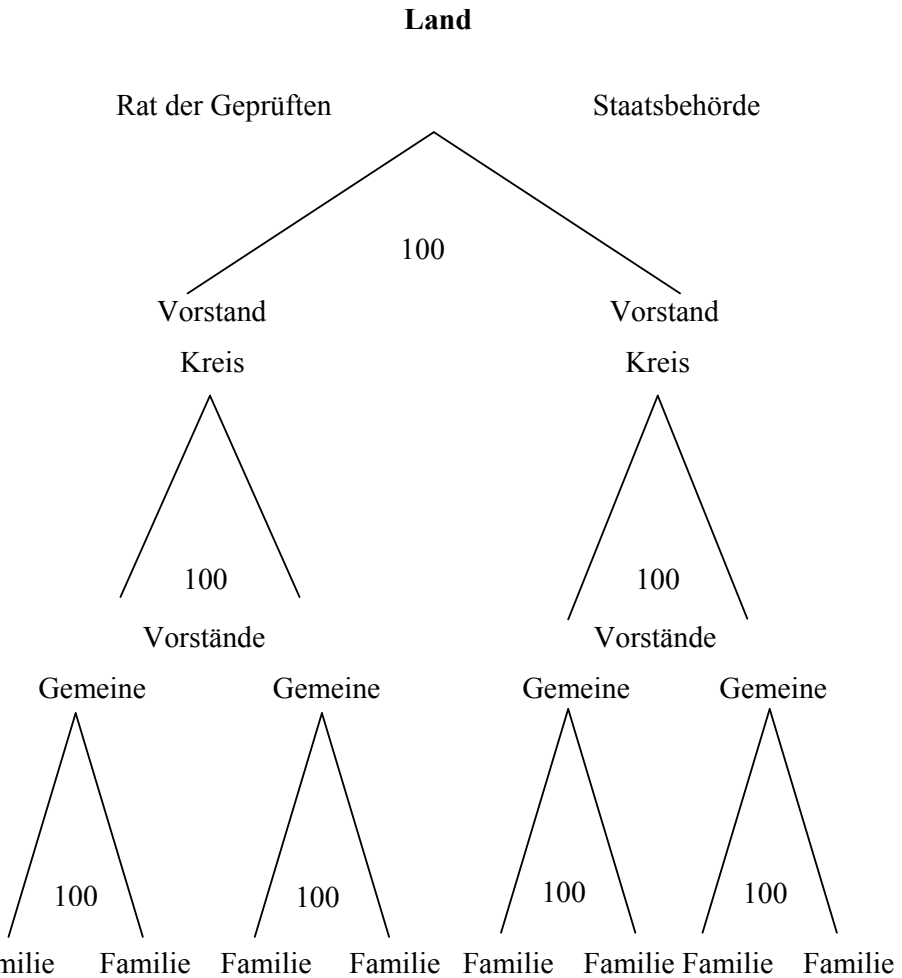 Land
Rat der Geprüften Staatsbehörde
100
Vorstand Vorstand
Kreis Kreis
100 100
Vorstände Vorstände
Gemeine Gemeine Gemeine Gemeine
100 100 100 100
milie Familie Familie Familie Familie Familie Familie Familie